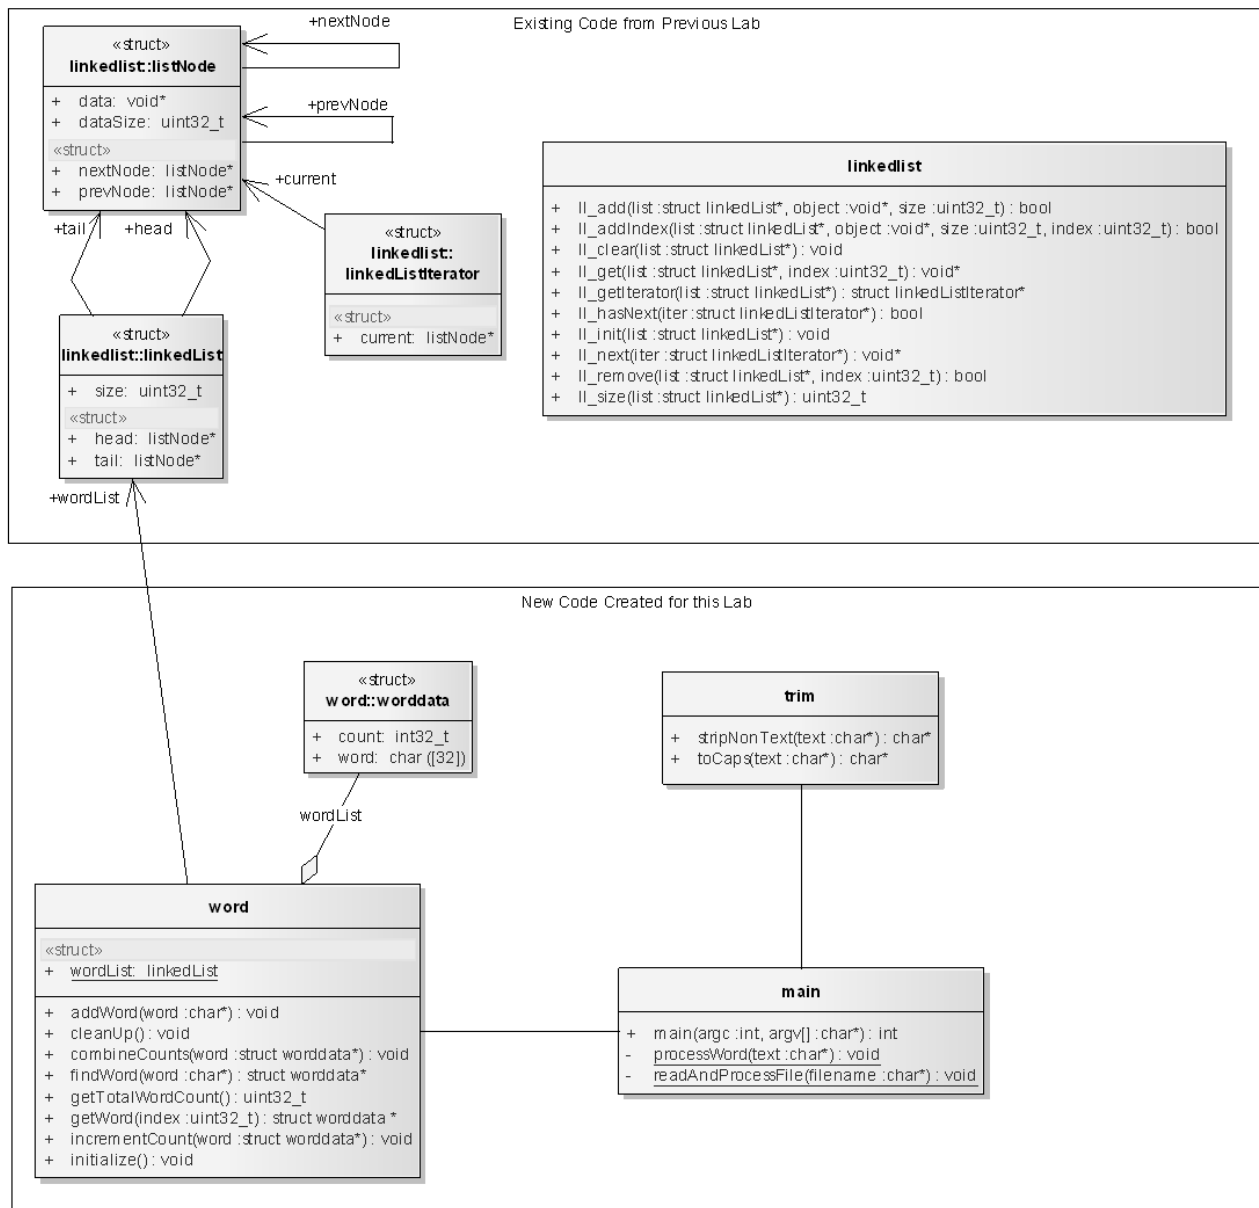 Existing Code from Previous Lab
+nextNode
«struct»
linkedlist::listNode
+ data: void*
+ dataSize: uint32_t
«struct»
+ nextNode: listNode*
+ prevNode: listNode*
+prevNode
+current
+tail
+head
«struct»
linkedlist::
linkedListIterator
«struct»
+ current: listNode*
linkedlist
+ ll_add(list :struct linkedList*, object :void*, size :uint32_t) : bool
+ ll_addIndex(list :struct linkedList*, object :void*, size :uint32_t, index :uint32_t) : bool
+ ll_clear(list :struct linkedList*) : void
+ ll_get(list :struct linkedList*, index :uint32_t) : void*
+ ll_getIterator(list :struct linkedList*) : struct linkedListIterator*
+ ll_hasNext(iter :struct linkedListIterator*) : bool
+ ll_init(list :struct linkedList*) : void
+ ll_next(iter :struct linkedListIterator*) : void*
+ ll_remove(list :struct linkedList*, index :uint32_t) : bool
+ ll_size(list :struct linkedList*) : uint32_t
«struct»
linkedlist::linkedList
+ size: uint32_t
«struct»
+ head: listNode*
+ tail: listNode*
+wordList
New Code Created for this Lab
«struct»
word::worddata
+ count: int32_t
+ word: char ([32])
wordList
trim
+ stripNonText(text :char*) : char*
+ toCaps(text :char*) : char*
word
«struct»
+ wordList: linkedList
+ addWord(word :char*) : void
+ cleanUp() : void
+ combineCounts(word :struct worddata*) : void
+ findWord(word :char*) : struct worddata*
+ getTotalWordCount() : uint32_t
+ getWord(index :uint32_t) : struct worddata *
+ incrementCount(word :struct worddata*) : void
+ initialize() : void
main
+ main(argc :int, argv[] :char*) : int
- processWord(text :char*) : void
- readAndProcessFile(filename :char*) : void